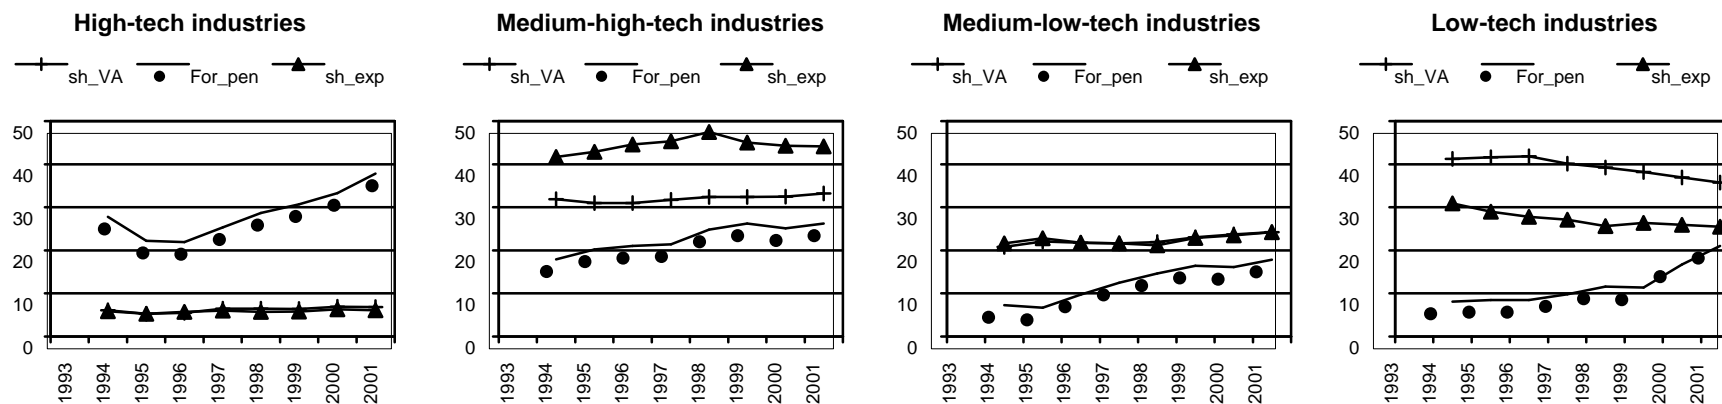 High-tech industries
sh_VA For_pen sh_exp
50
40
30
20
10
0
1993 1994 1995 1996 1997 1998 1999 2000 2001
Medium-high-tech industries
sh_VA For_pen sh_exp
50
40
30
20
10
0
1993 1994 1995 1996 1997 1998 1999 2000 2001
Medium-low-tech industries
sh_VA For_pen sh_exp
50
40
30
20
10
0
1993 1994 1995 1996 1997 1998 1999 2000 2001
Low-tech industries
sh_VA For_pen sh_exp
50
40
30
20
10
0
1993 1994 1995 1996 1997 1998 1999 2000 2001